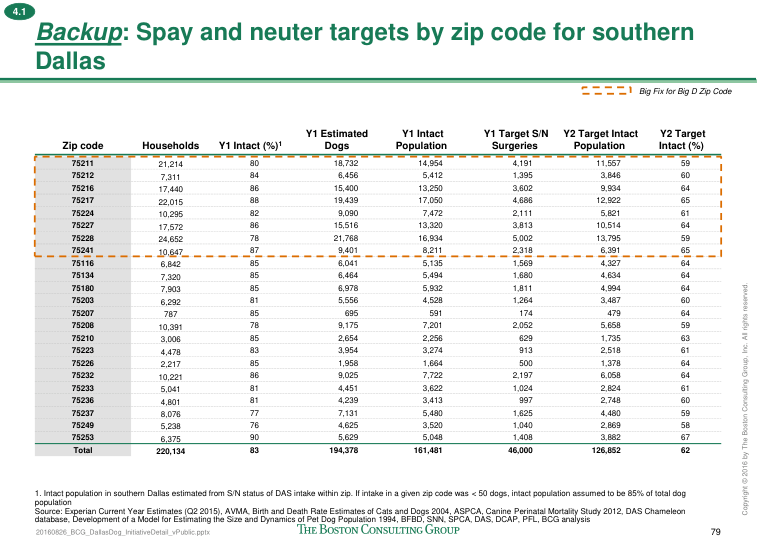 4.1
Backup: Spay and neuter targets by zip code for southern
Dallas
Big Fix for Big D Zip Code
Zip code Households Y1 Intact (%)¹ Y1 Estimated Dogs Y1 Intact Population Y1 Target S/N Surgeries Y2 Target Intact Population Y2 Target Intact (%)
75211 21,214 80 18,732 14,954 4,191 11,557 59
75212 7,311 84 6,456 5,412 1,395 3,846 60
75216 17,440 86 15,400 13,250 3,602 9,934 64
75217 22,015 88 19,439 17,050 4,686 12,922 65
75224 10,295 82 9,090 7,472 2,111 5,821 61
75227 17,572 86 15,516 13,320 3,813 10,514 64
75228 24,652 78 21,768 16,934 5,002 13,795 59
75241 10,647 87 9,401 8,211 2,318 6,391 65
75116 6,842 85 6,041 5,135 1,569 4,327 64
75134 7,320 85 6,464 5,494 1,680 4,634 64
75180 7,903 85 6,978 5,932 1,811 4,994 64
75203 6,292 81 5,556 4,528 1,264 3,487 60
75207 787 85 695 591 174 479 64
75208 10,391 78 9,175 7,201 2,052 5,658 59
75210 3,006 85 2,654 2,256 629 1,735 63
75223 4,478 83 3,954 3,274 913 2,518 61
75226 2,217 85 1,958 1,664 500 1,378 64
75232 10,221 86 9,025 7,722 2,197 6,058 64
75233 5,041 81 4,451 3,622 1,024 2,824 61
75236 4,801 81 4,239 3,413 997 2,748 60
75237 8,076 77 7,131 5,480 1,625 4,480 59
75249 5,238 76 4,625 3,520 1,040 2,869 58
75253 6,375 90 5,629 5,048 1,408 3,882 67
Total 220,134 83 194,378 161,481 46,000 126,852 62
1. Intact population in southern Dallas estimated from S/N status of DAS intake within zip. If intake in a given zip code was < 50 dogs, intact population assumed to be 85% of total dog
population
Source: Experian Current Year Estimates (Q2 2015), AVMA, Birth and Death Rate Estimates of Cats and Dogs 2004, ASPCA, Canine Perinatal Mortality Study 2012, DAS Chameleon
database, Development of a Model for Estimating the Size and Dynamics of Pet Dog Population 1994, BFBD, SNN, SPCA, DAS, DCAP, PFL, BCG analysis
20160826_BCG_DallasDog_InitiativeDetail_vPublic.pptx
THE BOSTON CONSULTING GROUP
79
Copyright © 2016 by The Boston Consulting Group, Inc. All rights reserved.